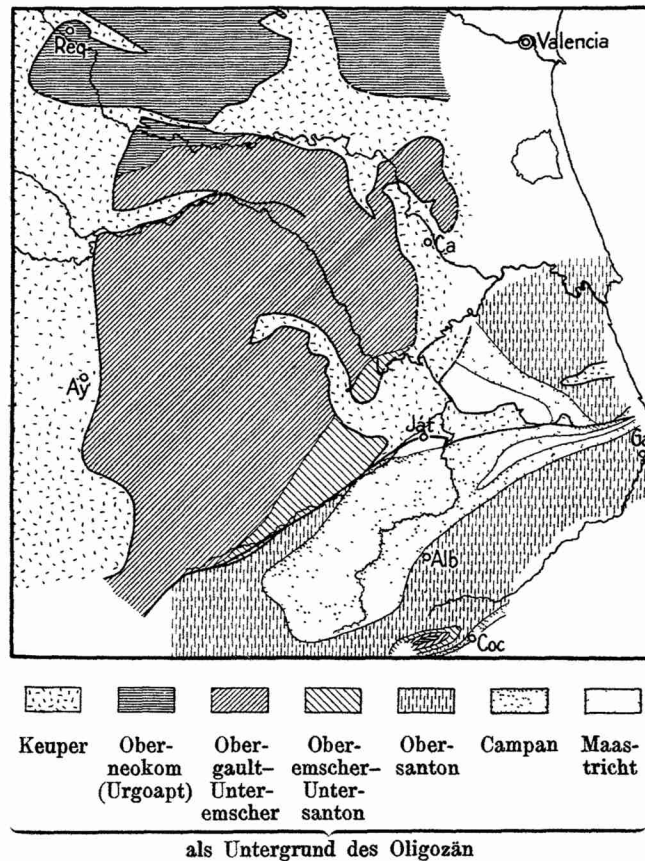 Req
Valencia
Ca
Ay
Ját
Ga
Alb
Coc
Keuper
Ober-
neokom
(Urgoapt)
Ober-
gault-
Unter-
emscher
Ober-
emscher-
Unter-
santon
Ober-
santon
Campan
Maas-
tricht
als Untergrund des Oligozän